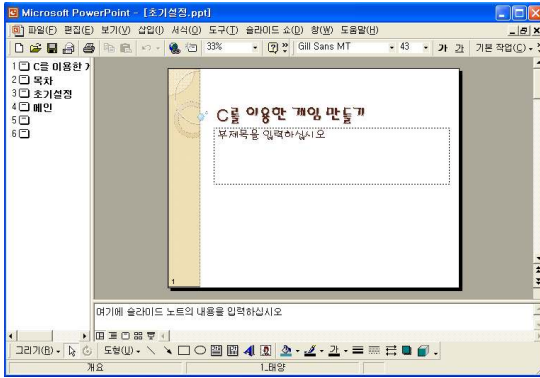 Microsoft PowerPoint - [초기설정.ppt]
파일(F) 편집(E) 보기(V) 삽입(I) 서식(O) 도구(T) 슬라이드 쇼(D) 창(W) 도움말(H)
33% Gill Sans MT 43 가 가 기본 작업(C)
1 C를 이용한 게
2 목차
3 초기설정
4 메인
5
6
C를 이용한 게임 만들기
부제목을 입력하십시오
1
여기에 슬라이드 노트의 내용을 입력하십시오
그리기(R) 도형(U) 가
개요 1_태양